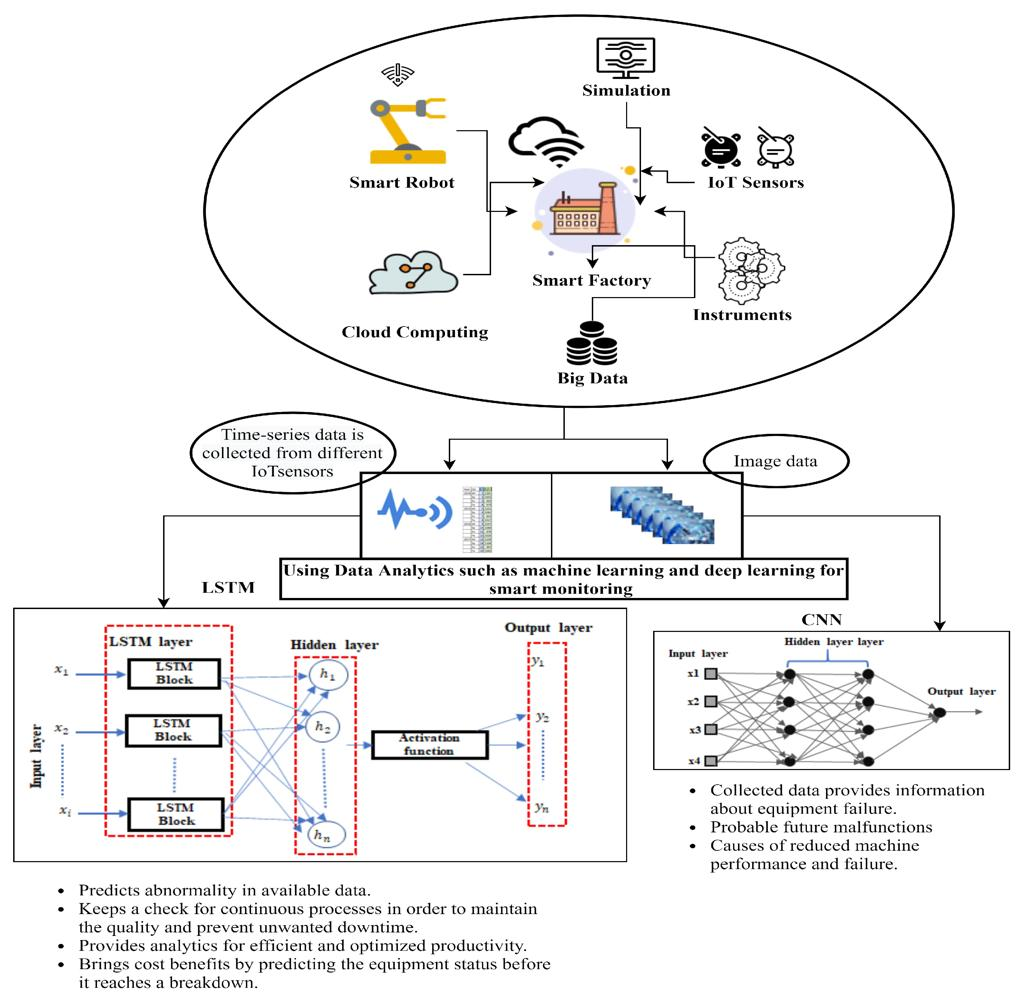 Simulation
Smart Robot
IoT Sensors
Smart Factory
Cloud Computing
Instruments
Big Data
Time-series data is
collected from different
IoTsensors
Image data
Using Data Analytics such as machine learning and deep learning for
smart monitoring
LSTM
LSTM layer
Hidden layer
Output layer
Input layer
x1
LSTM
Block
h1
y1
x2
LSTM
Block
h2
y2
Activation
function
xi
LSTM
Block
hn
yn
CNN
Hidden layer layer
Input layer
x1
x2
x3
x4
Output layer
• Collected data provides information
about equipment failure.
• Probable future malfunctions
• Causes of reduced machine
performance and failure.
• Predicts abnormality in available data.
• Keeps a check for continuous processes in order to maintain
the quality and prevent unwanted downtime.
• Provides analytics for efficient and optimized productivity.
• Brings cost benefits by predicting the equipment status before
it reaches a breakdown.